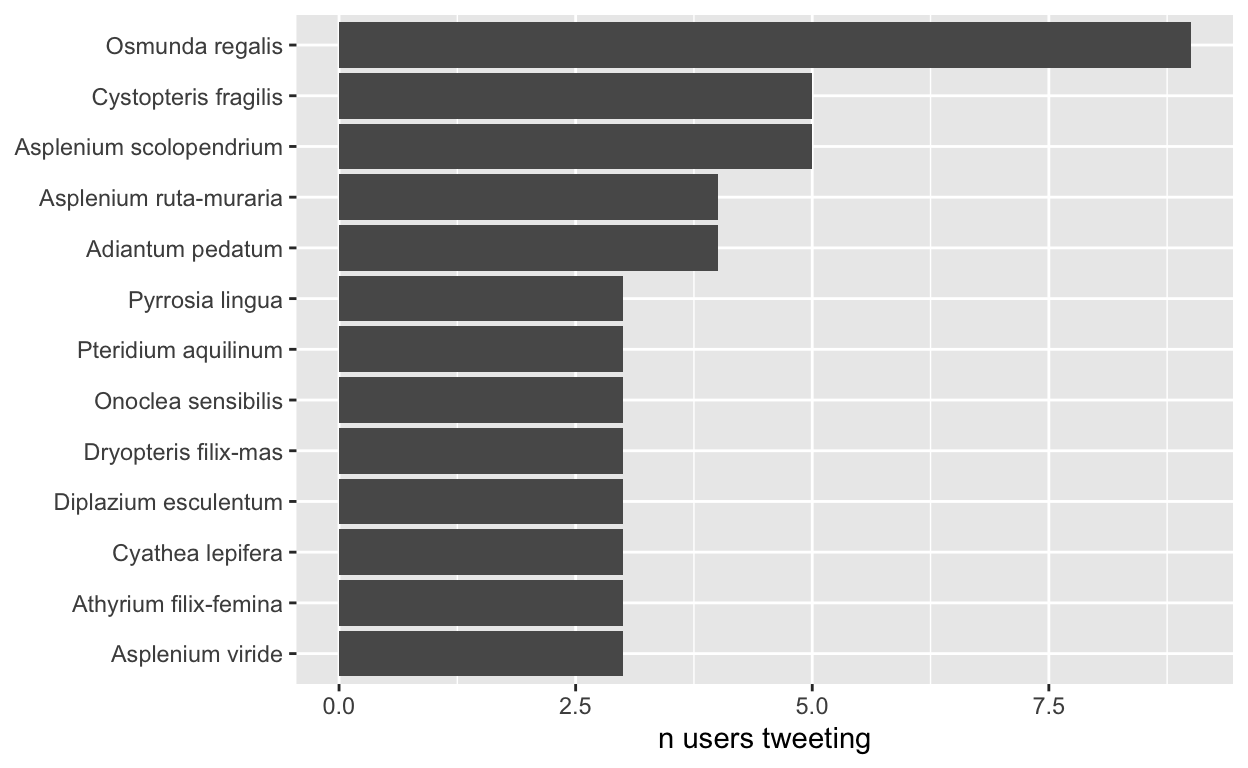 Osmunda regalis
Cystopteris fragilis
Asplenium scolopendrium
Asplenium ruta-muraria
Adiantum pedatum
Pyrrosia lingua
Pteridium aquilinum
Onoclea sensibilis
Dryopteris filix-mas
Diplazium esculentum
Cyathea lepifera
Athyrium filix-femina
Asplenium viride
0.0 2.5 5.0 7.5
n users tweeting